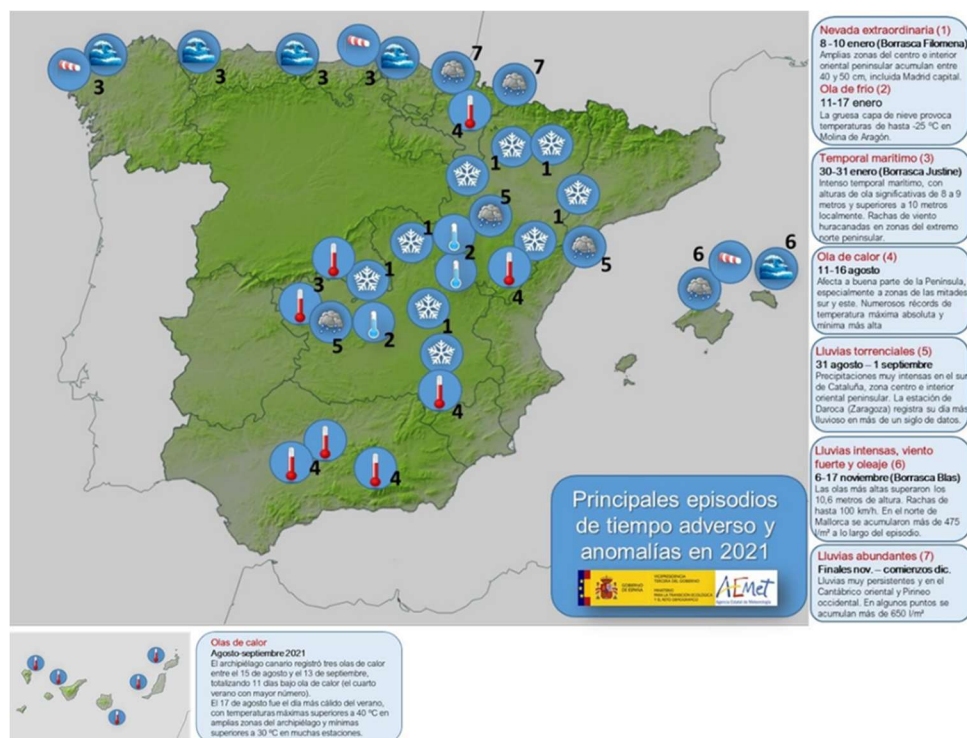 Nevada extraordinaria (1)
8-10 enero (Borrasca Filomena)
Amplias zonas del centro e interior
oriental peninsular acumulan entre
40 y 50 cm, incluida Madrid capital.
Ola de frío (2)
11-17 enero
La gruesa capa de nieve provoca
temperaturas de hasta -25 ºC en
Molina de Aragón.
Temporal marítimo (3)
30-31 enero (Borrasca Justine)
Intenso temporal marítimo, con
alturas de ola significativas de 8 a 9
metros y superiores a 10 metros
localmente. Rachas de viento
huracanadas en zonas del extremo
norte peninsular.
Ola de calor (4)
11-16 agosto
Afecta a buena parte de la Península,
especialmente a zonas de las mitades
sur y este. Numerosos récords de
temperatura máxima absoluta y
mínima más alta
Lluvias torrenciales (5)
31 agosto – 1 septiembre
Precipitaciones muy intensas en el sur
de Cataluña, zona centro e interior
oriental peninsular. La estación de
Daroca (Zaragoza) registra su día más
lluvioso en más de un siglo de datos.
Lluvias intensas, viento
fuerte y oleaje (6)
6-17 noviembre (Borrasca Blas)
Las olas más altas superaron los
10,6 metros de altura. Rachas de
hasta 100 km/h. En el norte de
Mallorca se acumularon más de 475
l/m² a lo largo del episodio.
Lluvias abundantes (7)
Finales nov. – comienzos dic.
Lluvias muy persistentes y en el
Cantábrico oriental y Pirineo
occidental. En algunos puntos se
acumulan más de 650 l/m²
3
3
3
3
7
7
4
1
1
5
1
1
2
6
6
5
3
1
4
5
2
1
4
4
4
Principales episodios
de tiempo adverso y
anomalías en 2021
GOBIERNO
DE ESPAÑA
VICEPRESIDENCIA
TERCERA DEL GOBIERNO
MINISTERIO
PARA LA TRANSICIÓN ECOLÓGICA
Y EL RETO DEMOGRÁFICO
AEmet
Agencia Estatal de Meteorología
Olas de calor
Agosto-septiembre 2021
El archipiélago canario registró tres olas de calor
entre el 15 de agosto y el 13 de septiembre,
totalizando 11 días bajo ola de calor (el cuarto
verano con mayor número).
El 17 de agosto fue el día más cálido del verano,
con temperaturas máximas superiores a 40 ºC en
amplias zonas del archipiélago y mínimas
superiores a 30 ºC en muchas estaciones.